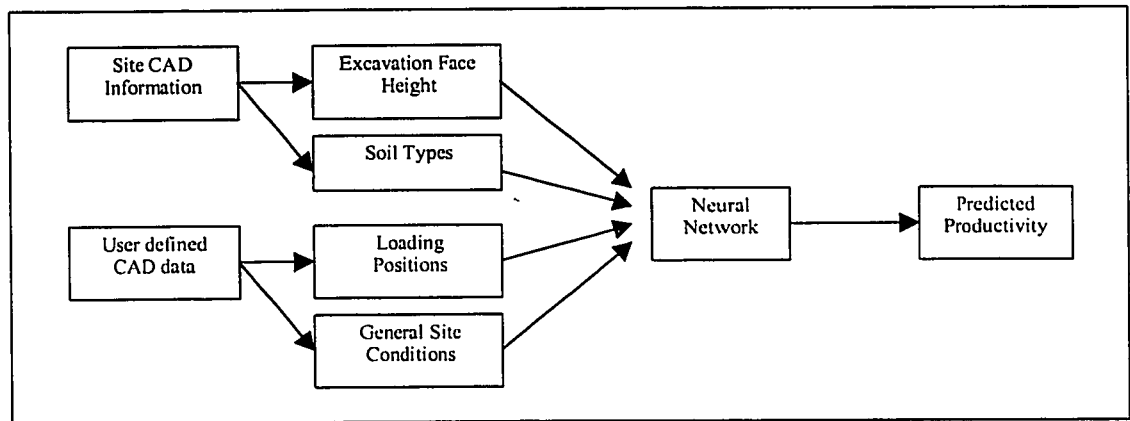 Site CAD
Information
Excavation Face
Height
Soil Types
User defined
CAD data
Loading
Positions
General Site
Conditions
Neural
Network
Predicted
Productivity